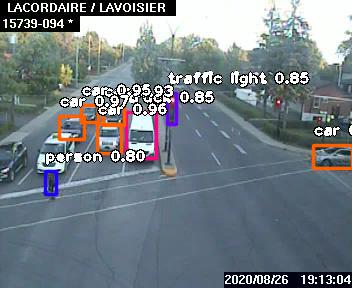 LACORDAIRE / LAVOISIER
15739-094 *
traffic light 0.85
car 0.95
.93
car 0.97
truck 0.85
car 0.96
person 0.80
car
2020/08/26 19:13:04